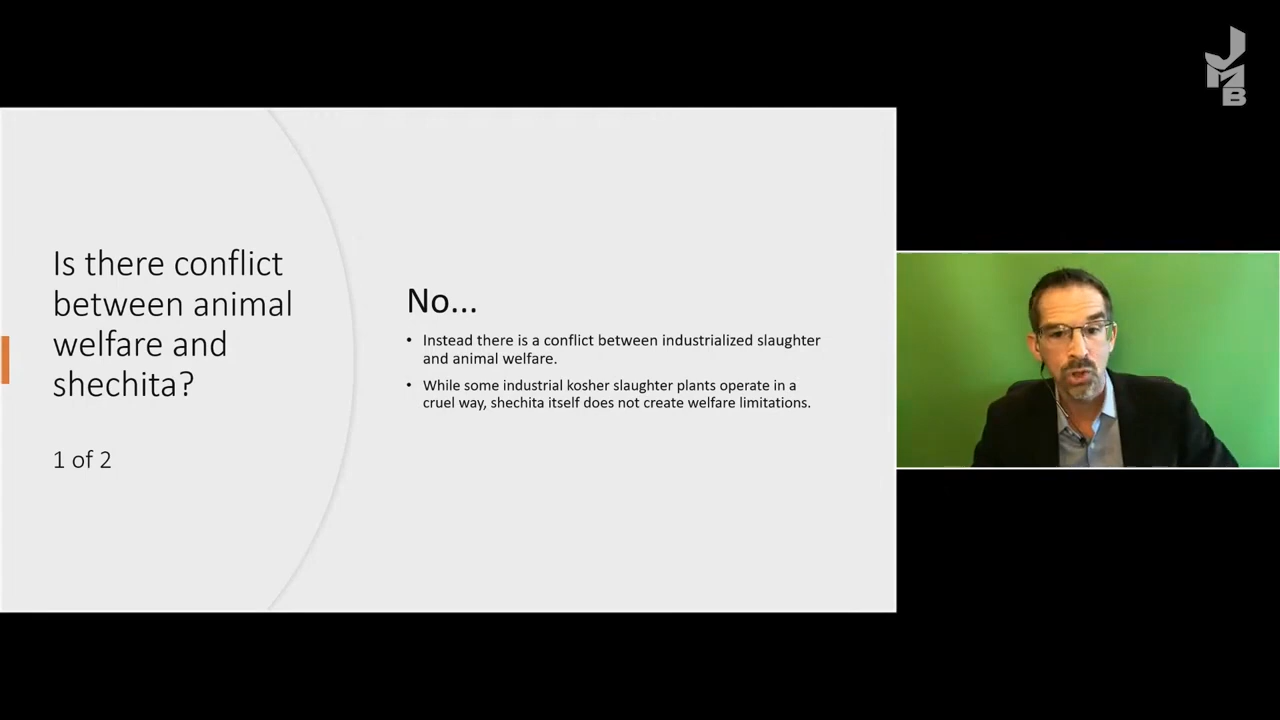 Is there conflict
between animal
welfare and
shechita?
1 of 2
No...
• Instead there is a conflict between industrialized slaughter
and animal welfare.
• While some industrial kosher slaughter plants operate in a
cruel way, shechita itself does not create welfare limitations.
JMB